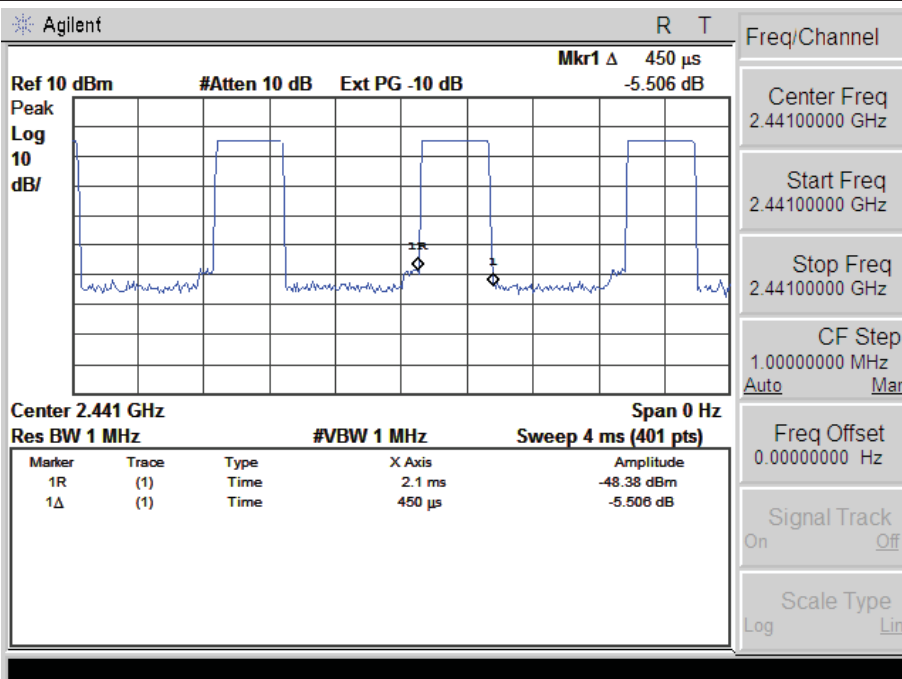 Agilent R T
Mkr1 Δ 450 μs
Ref 10 dBm #Atten 10 dB Ext PG -10 dB -5.506 dB
Peak
Log
10
dB/
1R
1
Center 2.441 GHz Span 0 Hz
Res BW 1 MHz #VBW 1 MHz Sweep 4 ms (401 pts)
Marker Trace Type X Axis Amplitude
1R (1) Time 2.1 ms -48.38 dBm
1Δ (1) Time 450 μs -5.506 dB
Freq/Channel
Center Freq
2.44100000 GHz
Start Freq
2.44100000 GHz
Stop Freq
2.44100000 GHz
CF Step
1.00000000 MHz
Auto Man
Freq Offset
0.00000000 Hz
Signal Track
On Off
Scale Type
Log Lin